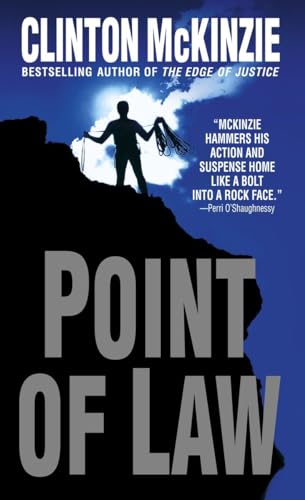 CLINTON McKINZIE
BESTSELLING AUTHOR OF THE EDGE OF JUSTICE
“MCKINZIE
HAMMERS HIS
ACTION AND
SUSPENSE HOME
LIKE A BOLT
INTO A ROCK FACE.”
—Perri O'Shaughnessy
POINT
OF LAW